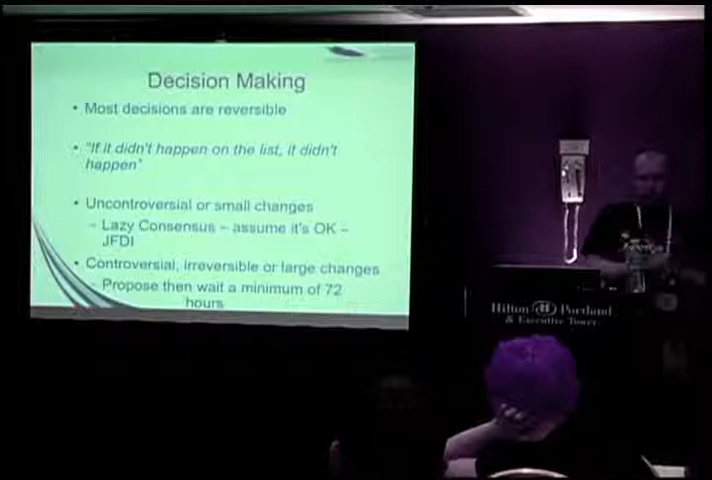 Decision Making
• Most decisions are reversible
• "If it didn't happen on the list, it didn't
happen"
• Uncontroversial or small changes
– Lazy Consensus – assume it's OK –
JFDI
• Controversial, irreversible or large changes
– Propose then wait a minimum of 72
hours
Hilton Portland
& Executive Tower